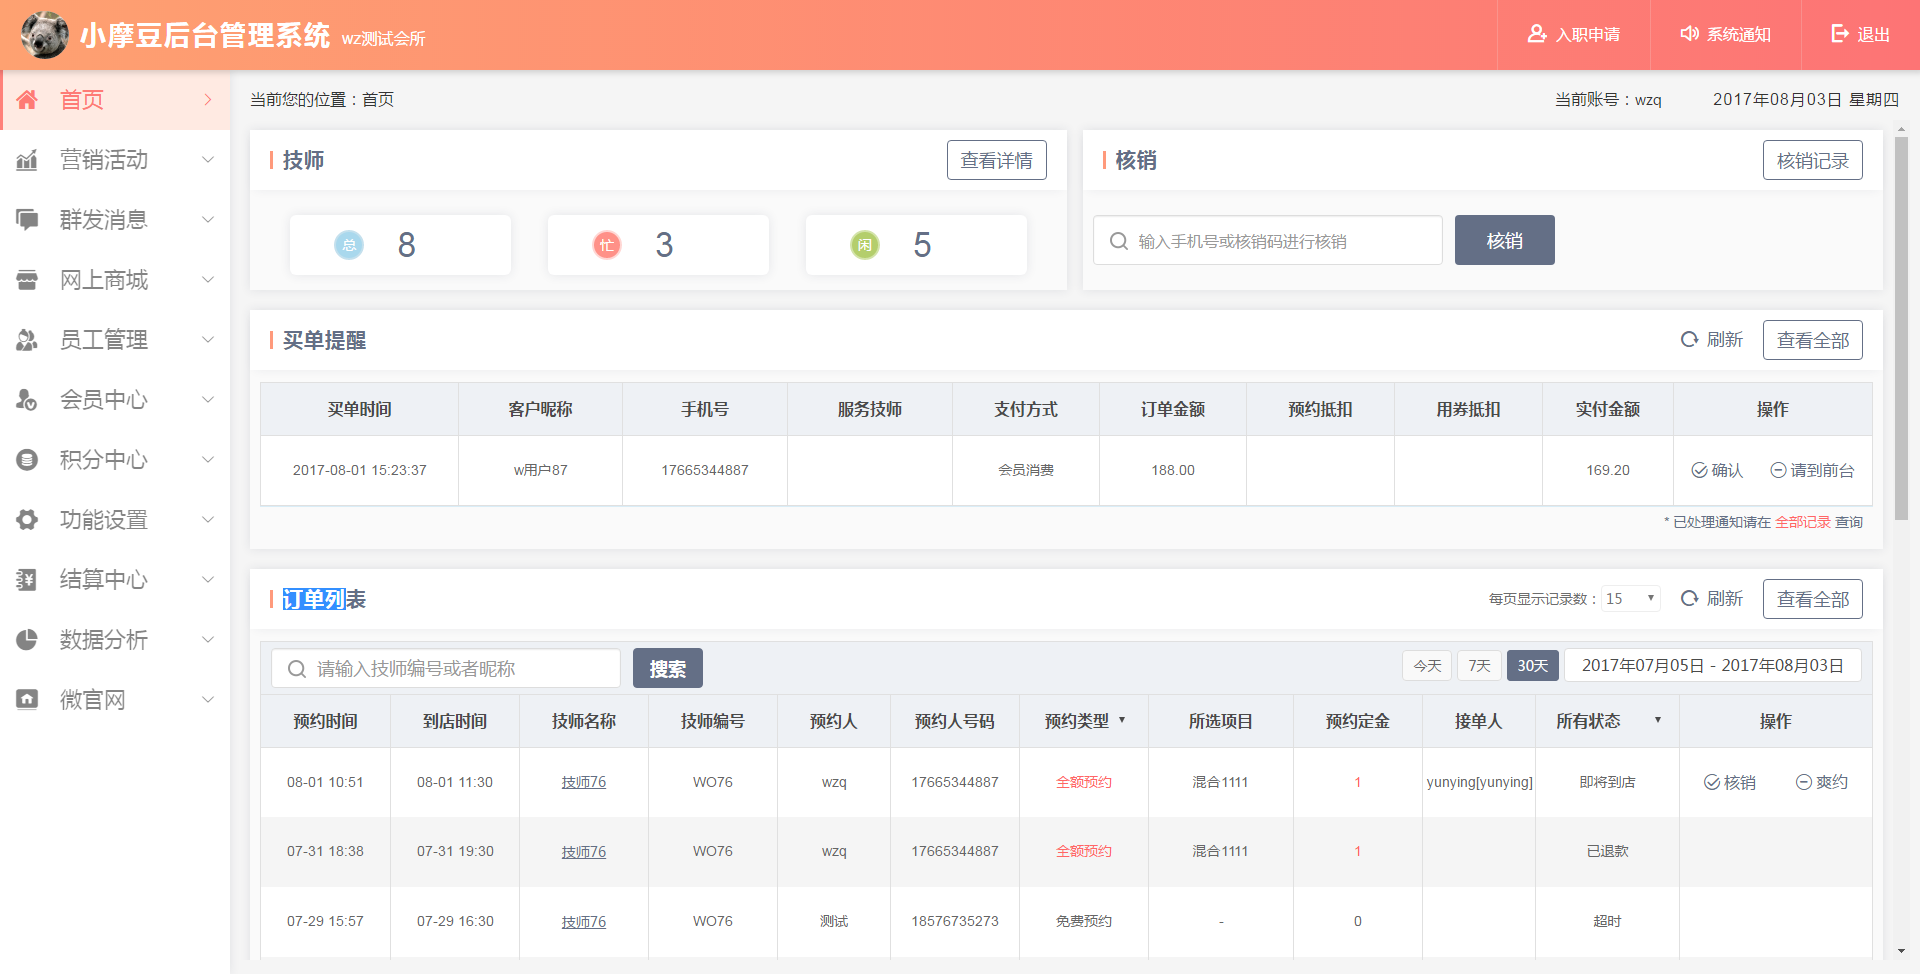 小摩豆后台管理系统 wz测试会所 入职申请 系统通知 退出
首页
营销活动
群发消息
网上商城
员工管理
会员中心
积分中心
功能设置
结算中心
数据分析
微官网
当前您的位置：首页 当前账号：wzq 2017年08月03日 星期四
技师 查看详情
总 8 忙 3 闲 5
核销 核销记录
输入手机号或核销码进行核销 核销
买单提醒 刷新 查看全部
买单时间 客户昵称 手机号 服务技师 支付方式 订单金额 预约抵扣 用券抵扣 实付金额 操作
2017-08-01 15:23:37 w用户87 17665344887 会员消费 188.00 169.20 确认 请到前台
* 已处理通知请在 全部记录 查询
订单列表 每页显示记录数：15 刷新 查看全部
请输入技师编号或者昵称 搜索 今天 7天 30天 2017年07月05日 - 2017年08月03日
预约时间 到店时间 技师名称 技师编号 预约人 预约人号码 预约类型 所选项目 预约定金 接单人 所有状态 操作
08-01 10:51 08-01 11:30 技师76 WO76 wzq 17665344887 全额预约 混合1111 1 yunying[yunying] 即将到店 核销 爽约
07-31 18:38 07-31 19:30 技师76 WO76 wzq 17665344887 全额预约 混合1111 1 已退款
07-29 15:57 07-29 16:30 技师76 WO76 测试 18576735273 免费预约 - 0 超时